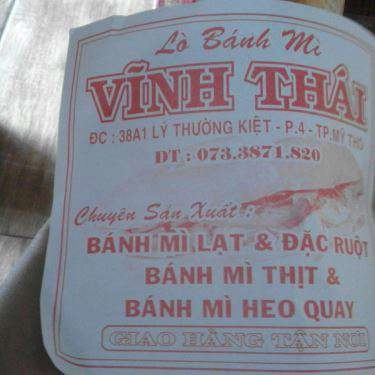 Lò Bánh Mì
VĨNH THÁI
ĐC : 38A1 LÝ THƯỜNG KIỆT - P.4 - TP.MỸ THO
DT : 073.3871.820
Chuyên Sản Xuất :
BÁNH MÌ LẠT & ĐẶC RUỘT
BÁNH MÌ THỊT &
BÁNH MÌ HEO QUAY
GIAO HÀNG TẬN NƠI